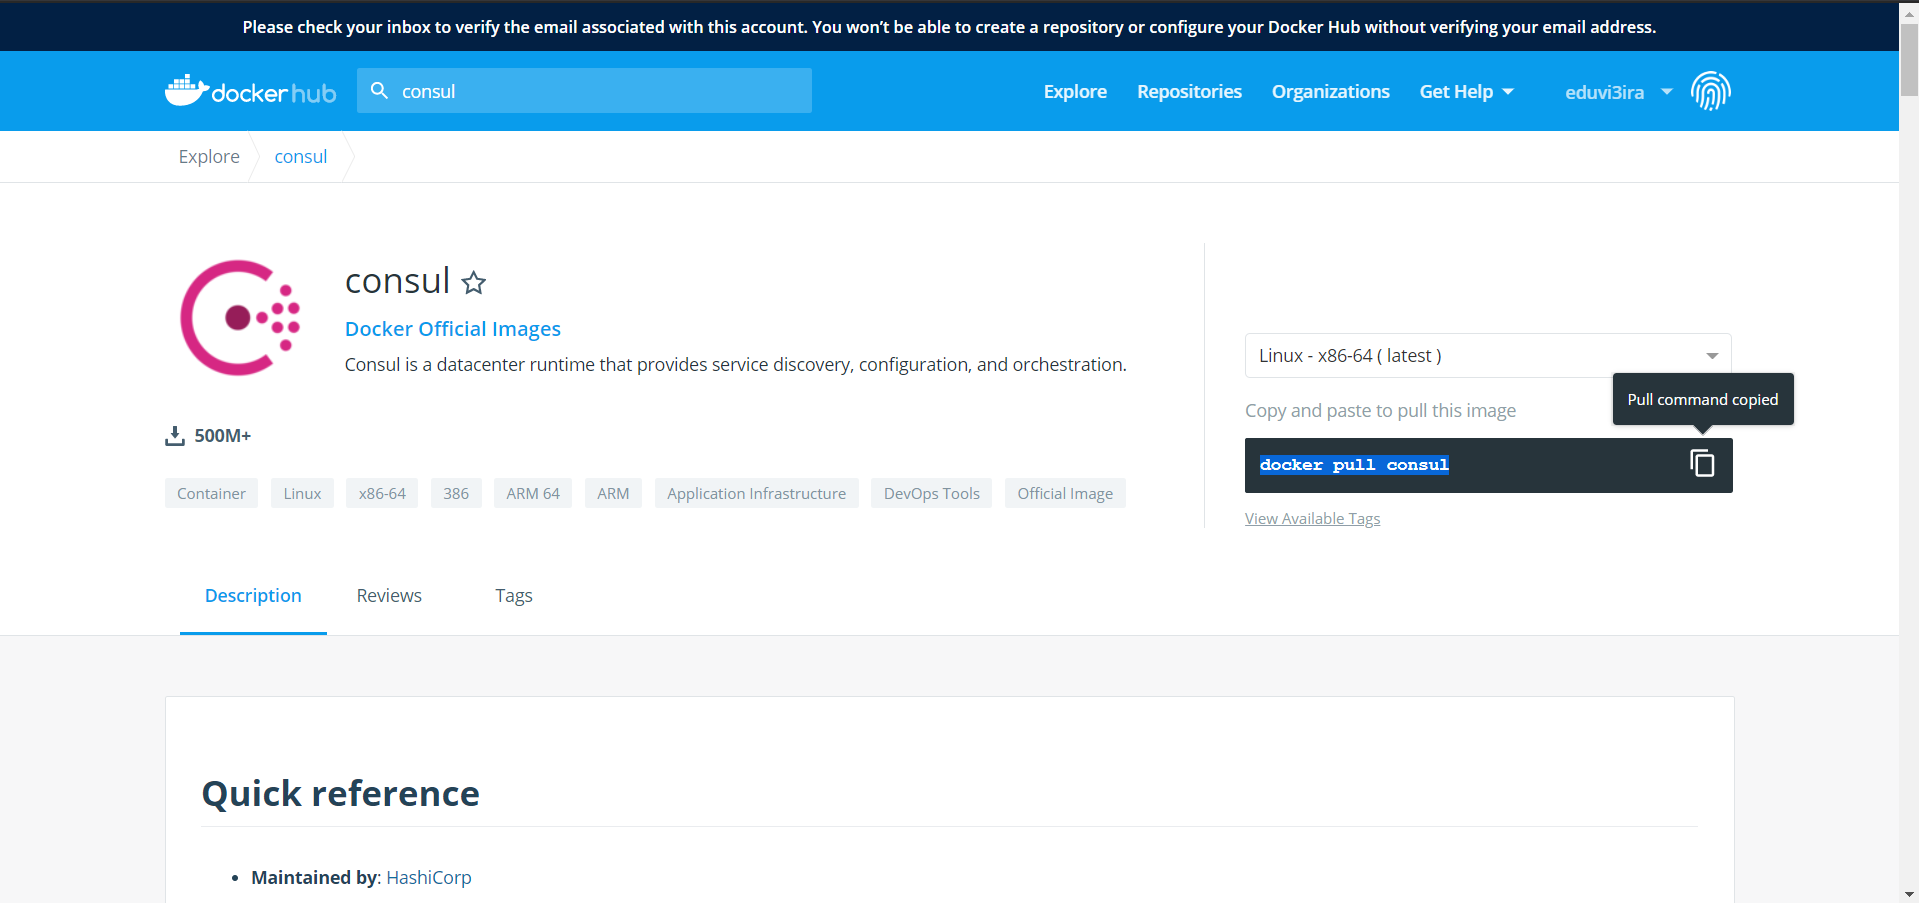 Please check your inbox to verify the email associated with this account. You won’t be able to create a repository or configure your Docker Hub without verifying your email address.
docker hub
consul
Explore
Repositories
Organizations
Get Help
eduvi3ira
Explore
consul
consul
Docker Official Images
Consul is a datacenter runtime that provides service discovery, configuration, and orchestration.
500M+
Container
Linux
x86-64
386
ARM 64
ARM
Application Infrastructure
DevOps Tools
Official Image
Linux - x86-64 ( latest )
Copy and paste to pull this image
Pull command copied
docker pull consul
View Available Tags
Description
Reviews
Tags
Quick reference
• Maintained by: HashiCorp